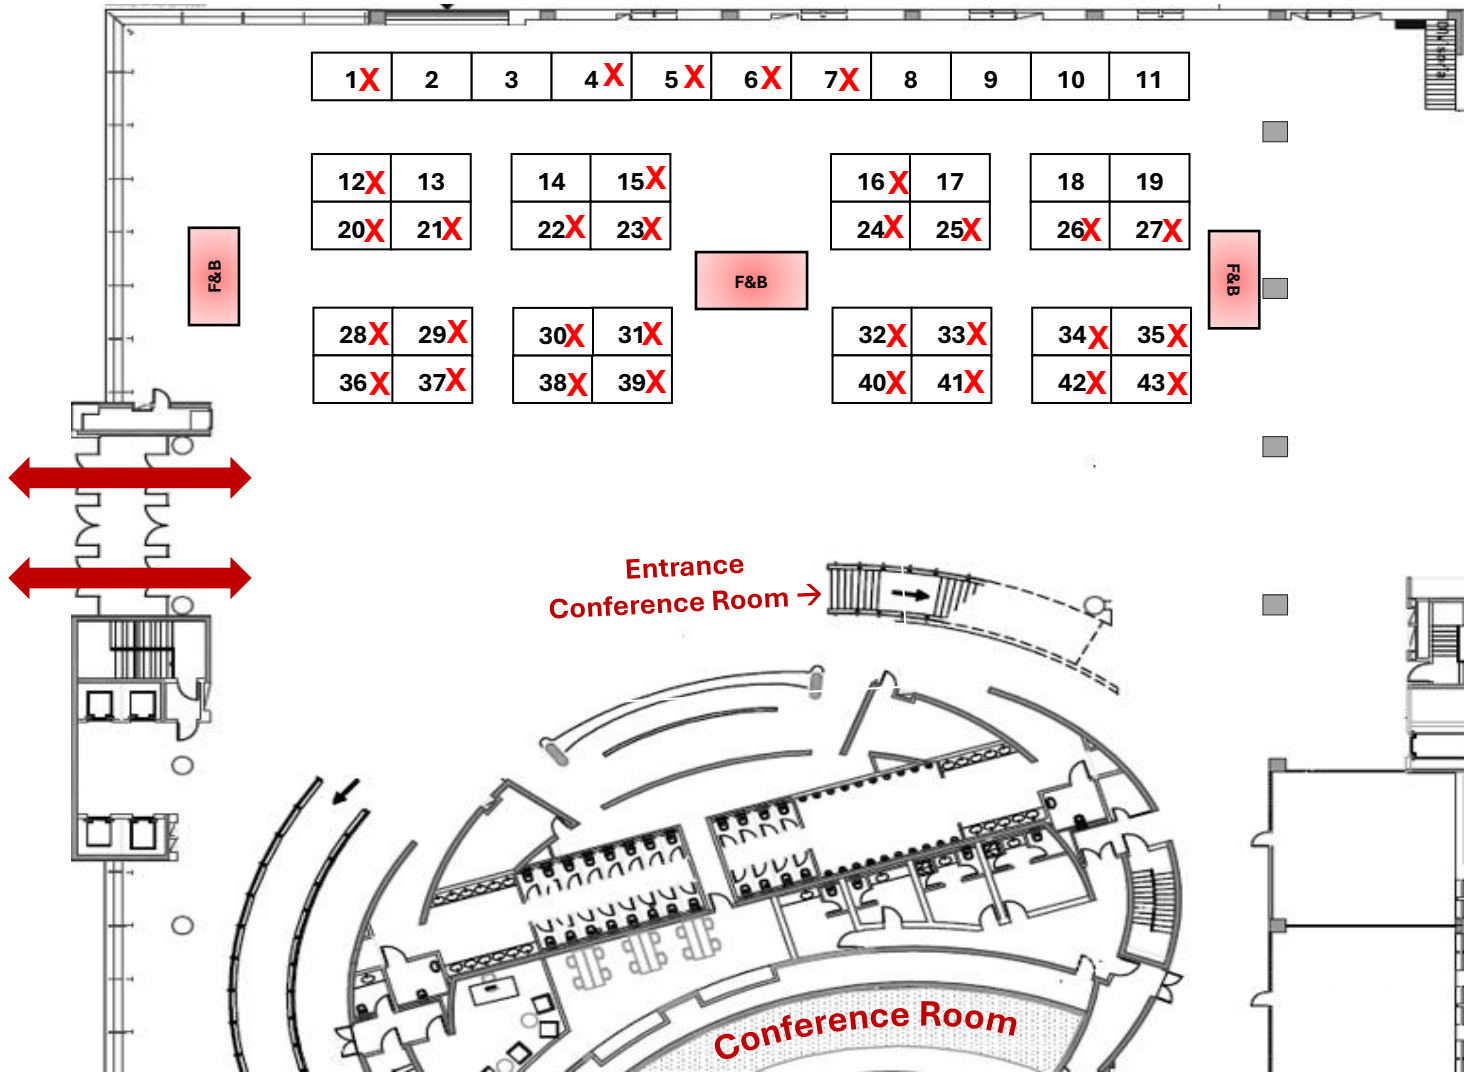 1X 2 3 4X 5X 6X 7X 8 9 10 11
12X 13 14 15X 16X 17 18 19
20X 21X 22X 23X 24X 25X 26X 27X
F&B F&B F&B
28X 29X 30X 31X 32X 33X 34X 35X
36X 37X 38X 39X 40X 41X 42X 43X
Entrance
Conference Room →
Conference Room